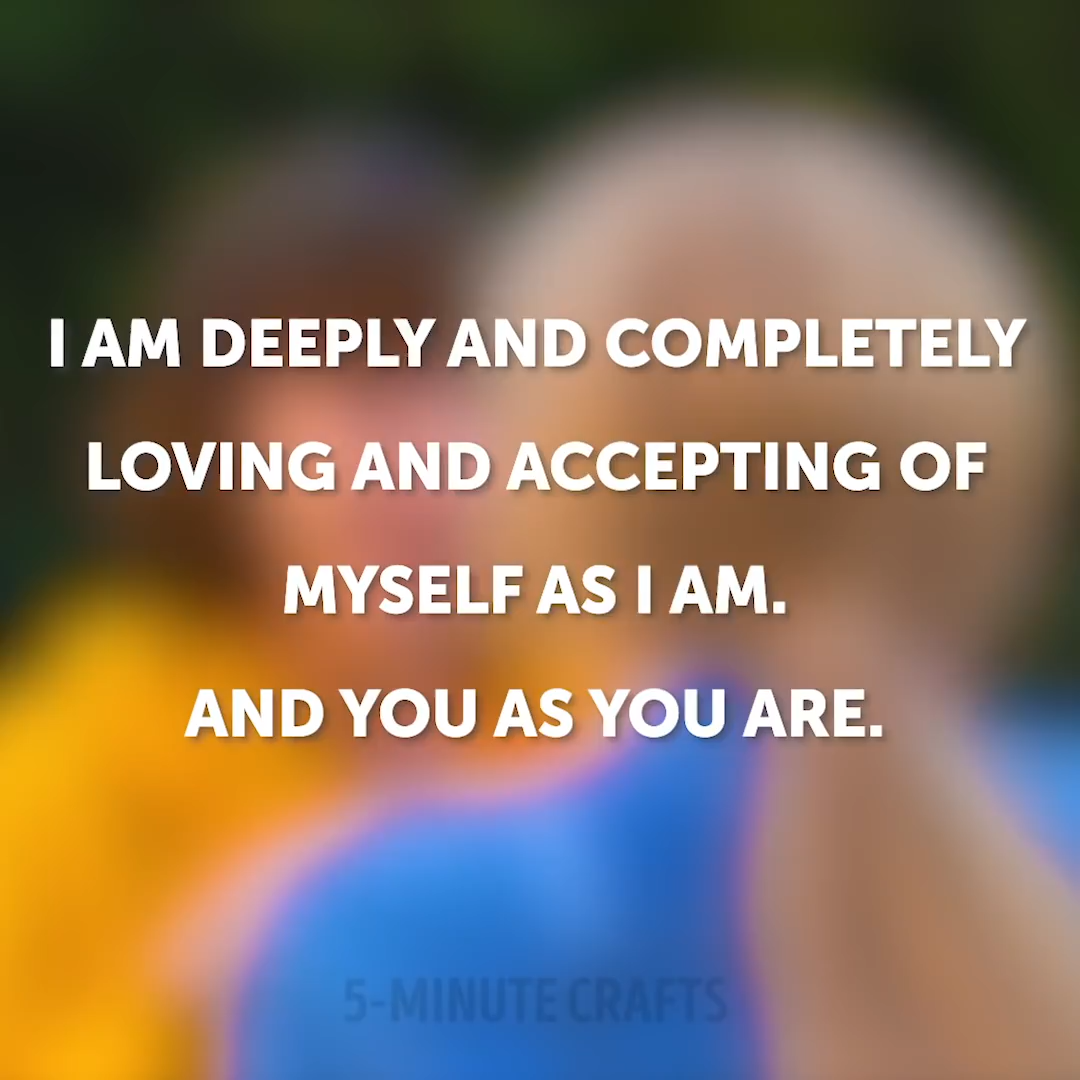 I AM DEEPLY AND COMPLETELY
LOVING AND ACCEPTING OF
MYSELF AS I AM.
AND YOU AS YOU ARE.
5-MINUTE CRAFTS